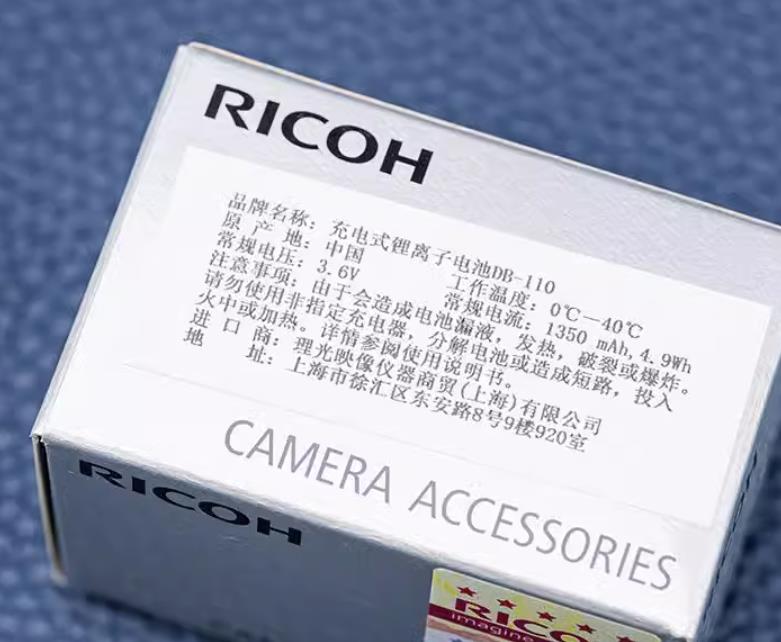 RICOH
品牌名称: 充电式锂离子电池DB-110
原 产 地: 中国 工作温度: 0℃—40℃
常规电压: 3.6V 常规电流: 1350 mAh, 4.9Wh
注意事项: 由于会造成电池漏液，发热，破裂或爆炸。
请勿使用非指定充电器，分解电池或造成短路，投入
火中或加热。详情参阅使用说明书。
进 口 商: 理光映像仪器商贸(上海)有限公司
地 址: 上海市徐汇区东安路8号9楼920室
CAMERA ACCESSORIES
RICOH
RICO
imagine